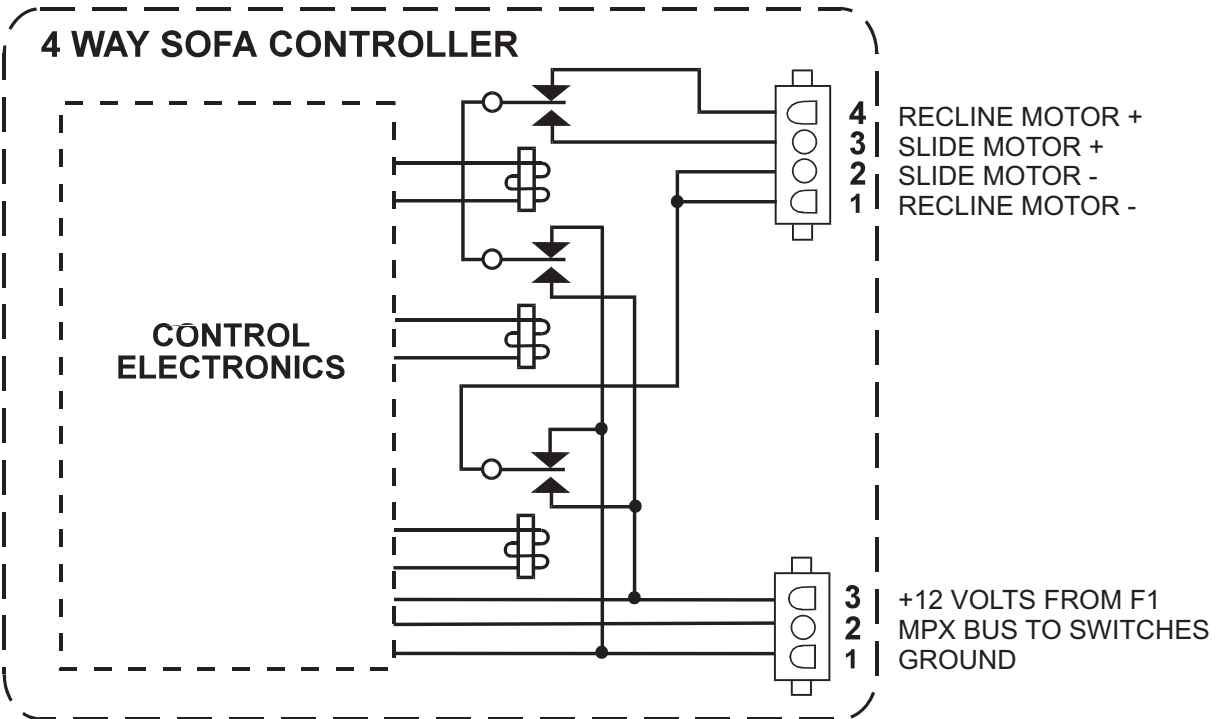 4 WAY SOFA CONTROLLER
4 RECLINE MOTOR +
3 SLIDE MOTOR +
2 SLIDE MOTOR -
1 RECLINE MOTOR -
CONTROL
ELECTRONICS
3 +12 VOLTS FROM F1
2 MPX BUS TO SWITCHES
1 GROUND